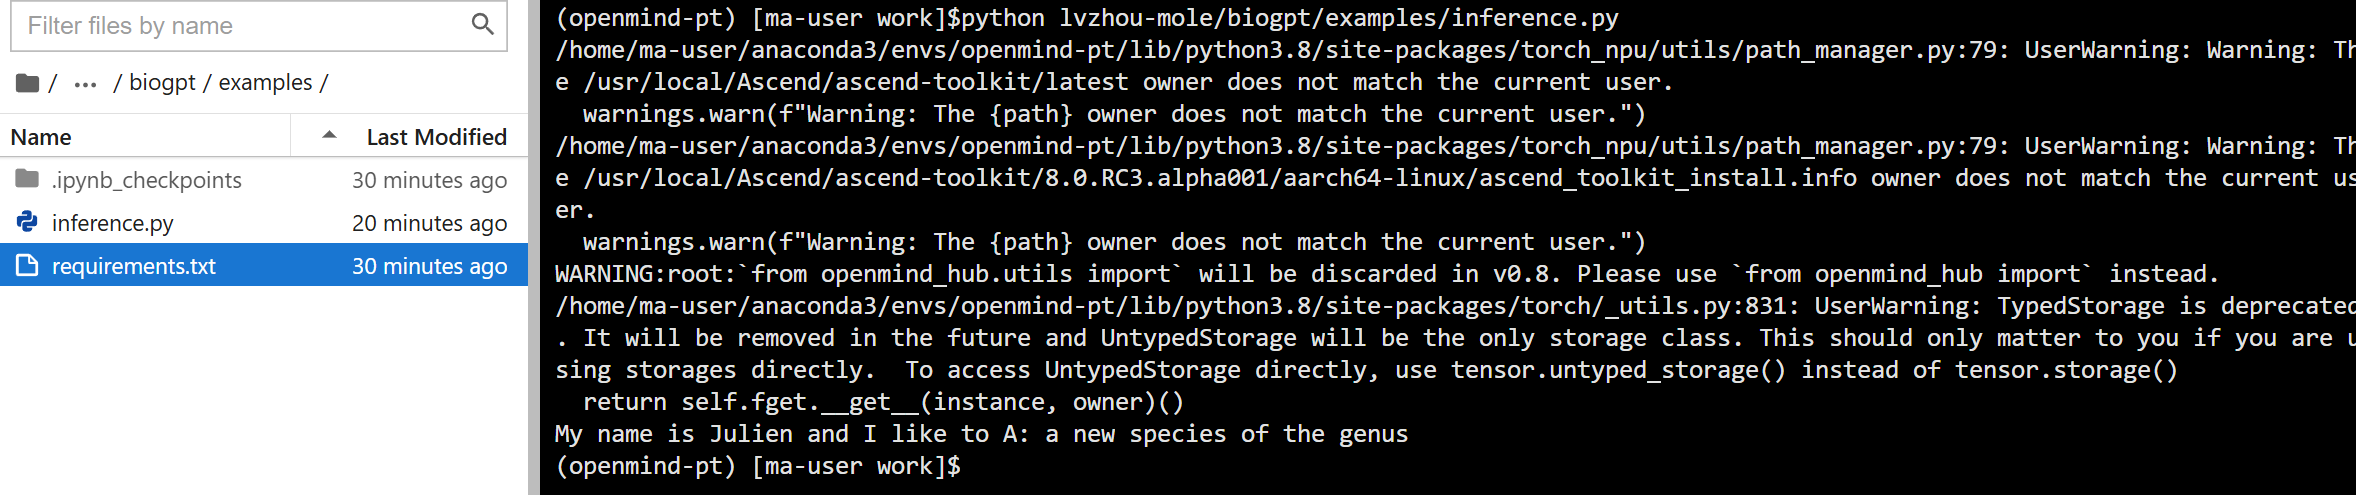 Filter files by name
/ ... / biogpt / examples /
Name Last Modified
.ipynb_checkpoints 30 minutes ago
inference.py 20 minutes ago
requirements.txt 30 minutes ago
(openmind-pt) [ma-user work]$python lvzhou-mole/biogpt/examples/inference.py
/home/ma-user/anaconda3/envs/openmind-pt/lib/python3.8/site-packages/torch_npu/utils/path_manager.py:79: UserWarning: Warning: Th
e /usr/local/Ascend/ascend-toolkit/latest owner does not match the current user.
  warnings.warn(f"Warning: The {path} owner does not match the current user.")
/home/ma-user/anaconda3/envs/openmind-pt/lib/python3.8/site-packages/torch_npu/utils/path_manager.py:79: UserWarning: Warning: Th
e /usr/local/Ascend/ascend-toolkit/8.0.RC3.alpha001/aarch64-linux/ascend_toolkit_install.info owner does not match the current us
er.
  warnings.warn(f"Warning: The {path} owner does not match the current user.")
WARNING:root:`from openmind_hub.utils import` will be discarded in v0.8. Please use `from openmind_hub import` instead.
/home/ma-user/anaconda3/envs/openmind-pt/lib/python3.8/site-packages/torch/_utils.py:831: UserWarning: TypedStorage is deprecated
. It will be removed in the future and UntypedStorage will be the only storage class. This should only matter to you if you are u
sing storages directly.  To access UntypedStorage directly, use tensor.untyped_storage() instead of tensor.storage()
  return self.fget.__get__(instance, owner)()
My name is Julien and I like to A: a new species of the genus
(openmind-pt) [ma-user work]$